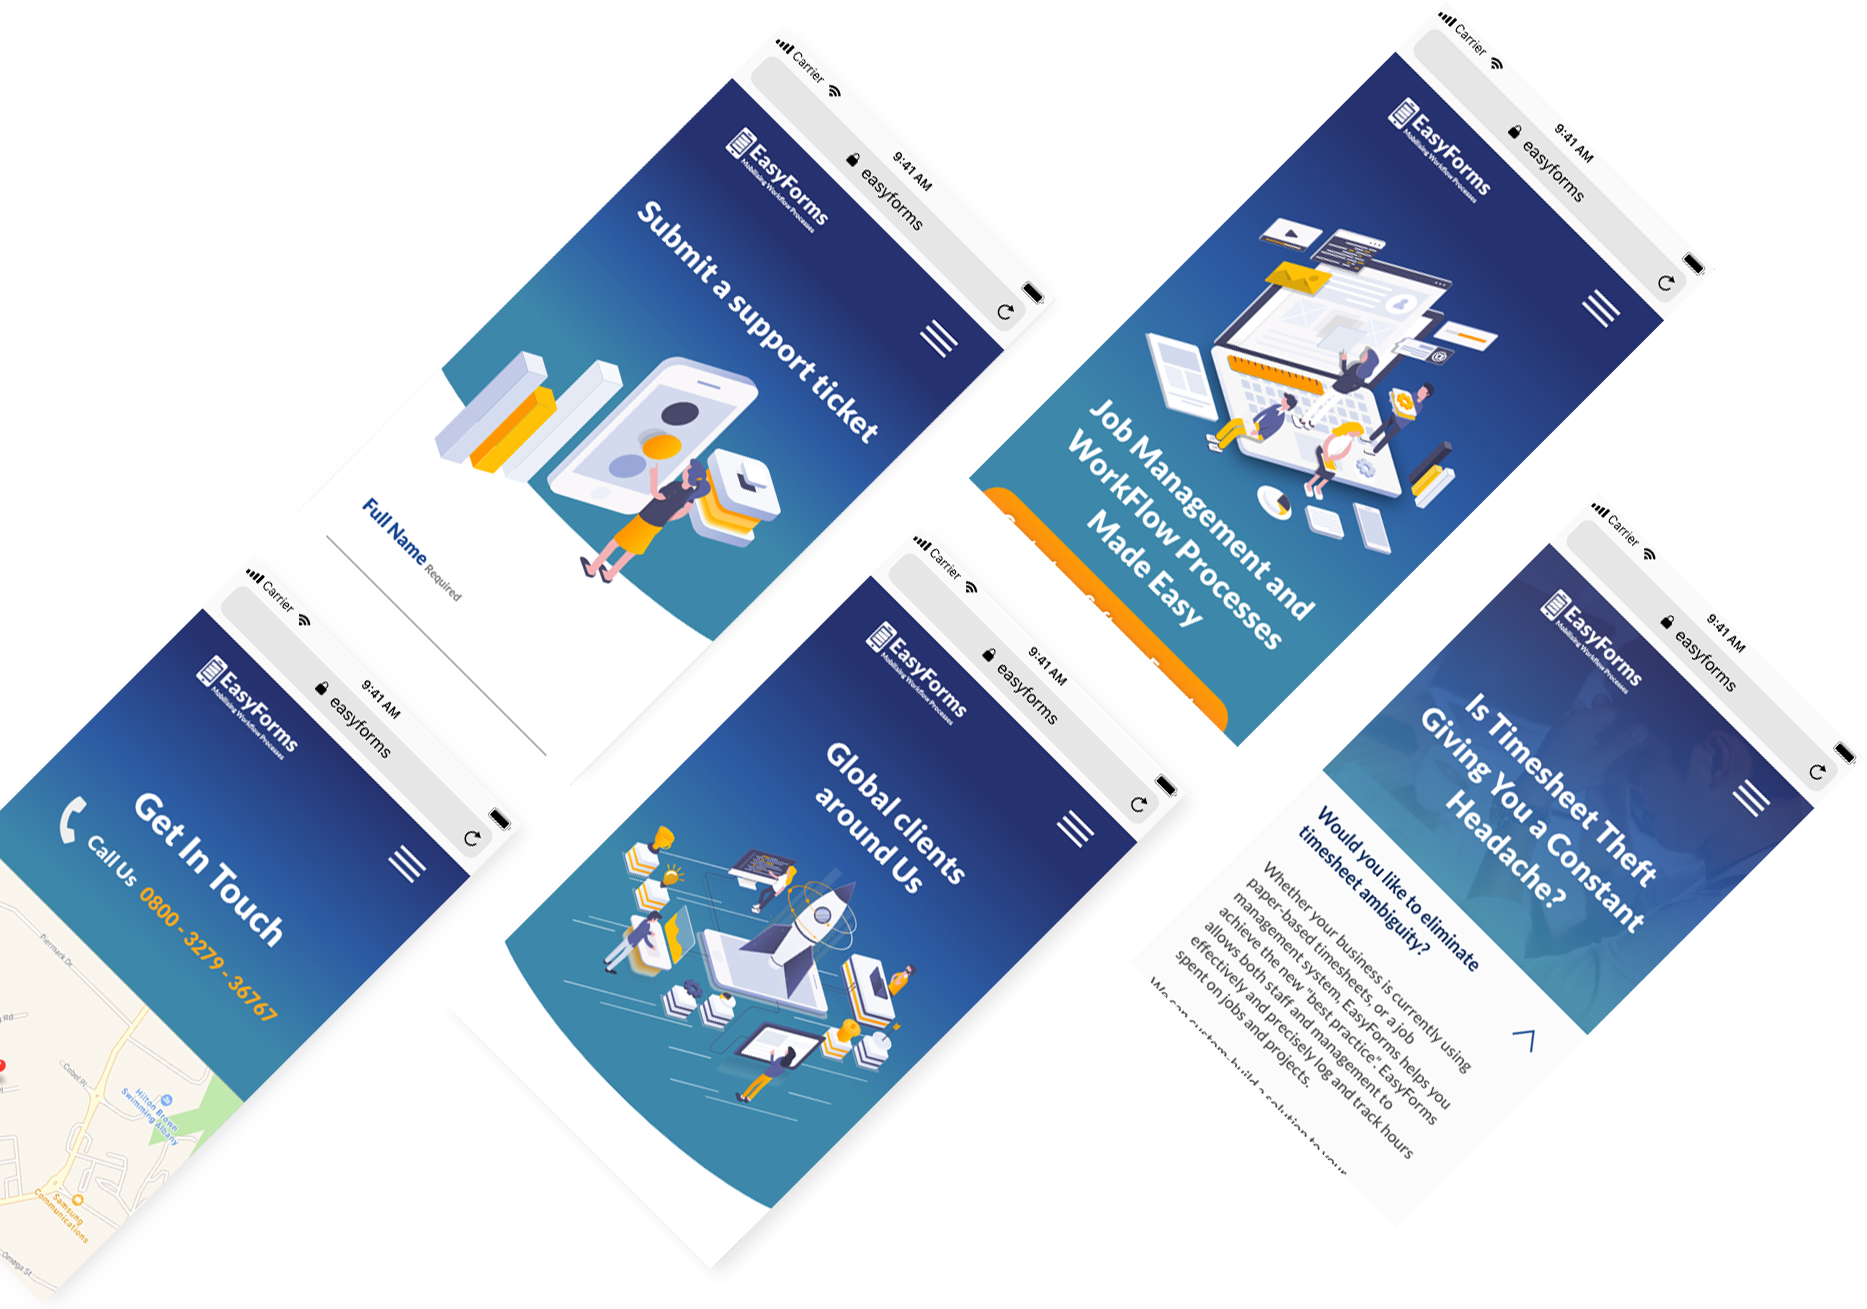 Carrier
9:41 AM
easyforms
EasyForms
Mobilising Workflow Processes
Submit a support ticket
Full Name Required
Carrier
9:41 AM
easyforms
EasyForms
Mobilising Workflow Processes
Job Management and
WorkFlow Processes
Made Easy
Carrier
9:41 AM
easyforms
EasyForms
Mobilising Workflow Processes
Get In Touch
Call Us 0800 - 3279 - 36767
Piermark Dr
Rd
Cebel Pl
Hilton Brown
Swimming Albany
Samsung
Communications
Omega St
Carrier
9:41 AM
easyforms
EasyForms
Mobilising Workflow Processes
Global clients
around Us
Carrier
9:41 AM
easyforms
EasyForms
Mobilising Workflow Processes
Is Timesheet Theft
Giving You a Constant
Headache?
Would you like to eliminate
timesheet ambiguity?
Whether your business is currently using
paper-based timesheets, or a job
management system, EasyForms helps you
achieve the new "best practice". EasyForms
allows both staff and management to
effectively and precisely log and track hours
spent on jobs and projects.
We can custom-build a solution to your